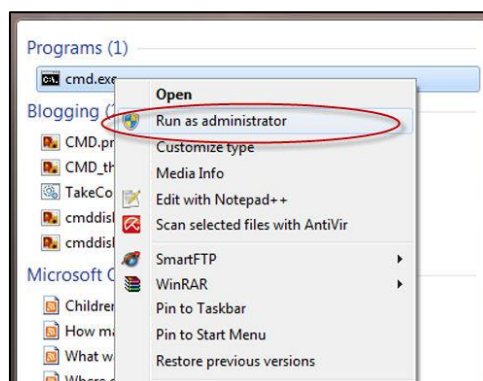 Programs (1)
cmd.exe
Open
Blogging (
Run as administrator
CMD.pr
Customize type
CMD_th
Media Info
TakeCo
Edit with Notepad++
cmddisl
Scan selected files with AntiVir
cmddisl
SmartFTP
Microsoft
WinRAR
Childrer
Pin to Taskbar
How ma
Pin to Start Menu
What w
Restore previous versions